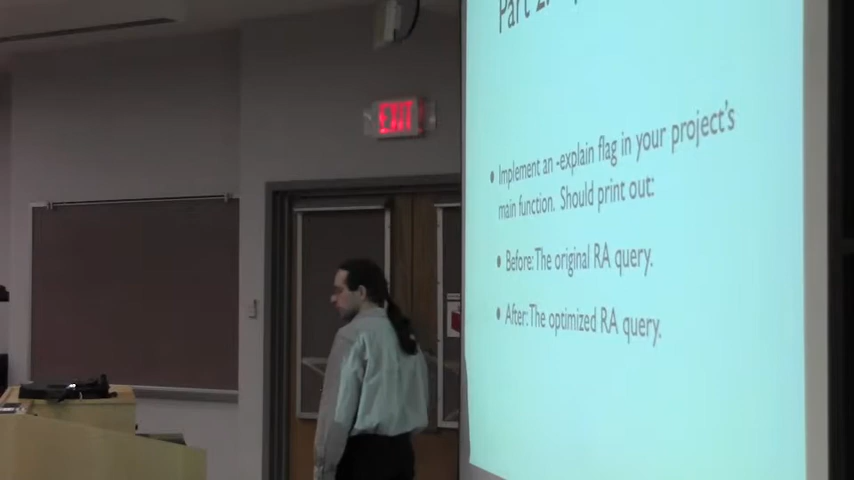 Part 2:
EXIT
• Implement an -explain flag in your project's
main function. Should print out:
• Before: The original RA query.
• After: The optimized RA query.